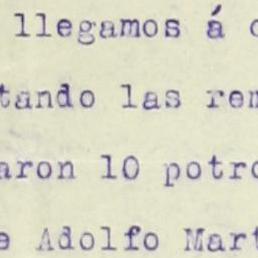 llegamos á
tando las rem
aron 10 potro
e Adolfo Mart